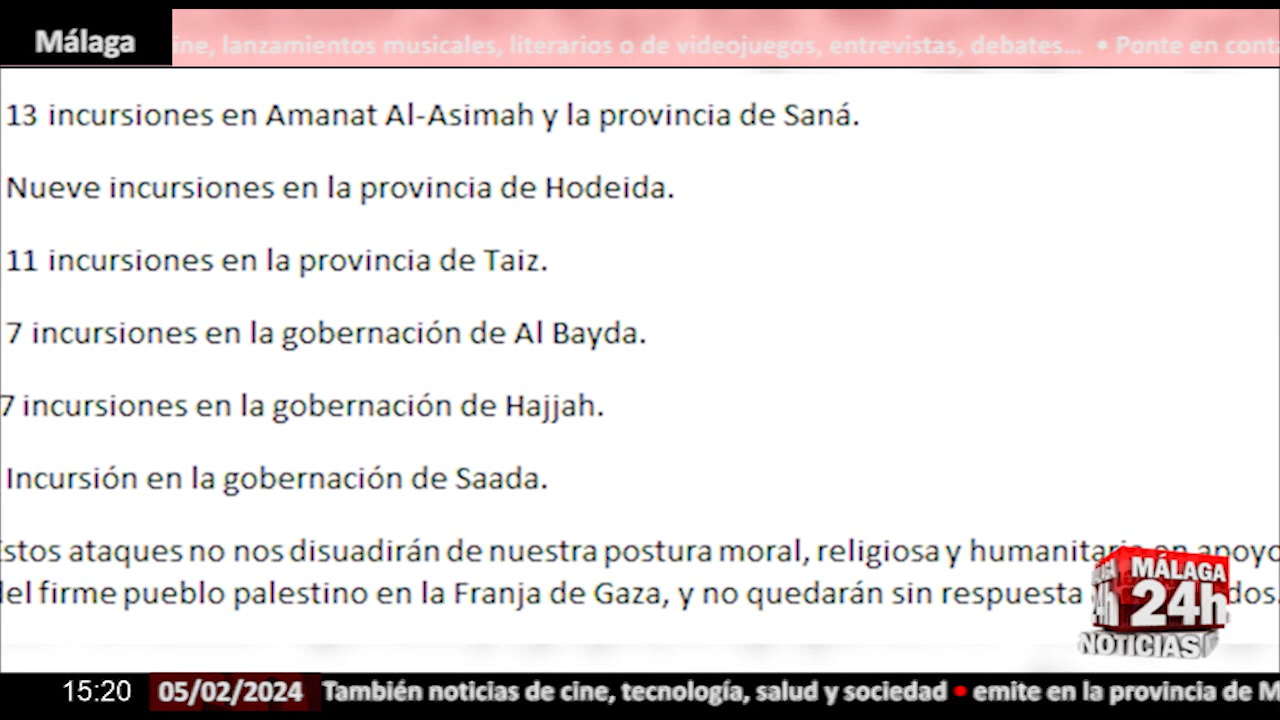 Málaga
ine, lanzamientos musicales, literarios o de videojuegos, entrevistas, debates... • Ponte en conta
13 incursiones en Amanat Al-Asimah y la provincia de Saná.
Nueve incursiones en la provincia de Hodeida.
11 incursiones en la provincia de Taiz.
7 incursiones en la gobernación de Al Bayda.
7 incursiones en la gobernación de Hajjah.
Incursión en la gobernación de Saada.
Estos ataques no nos disuadirán de nuestra postura moral, religiosa y humanitaria en apoyo
del firme pueblo palestino en la Franja de Gaza, y no quedarán sin respuesta
MÁLAGA
24h
NOTICIAS
15:20 05/02/2024 También noticias de cine, tecnología, salud y sociedad • emite en la provincia de M